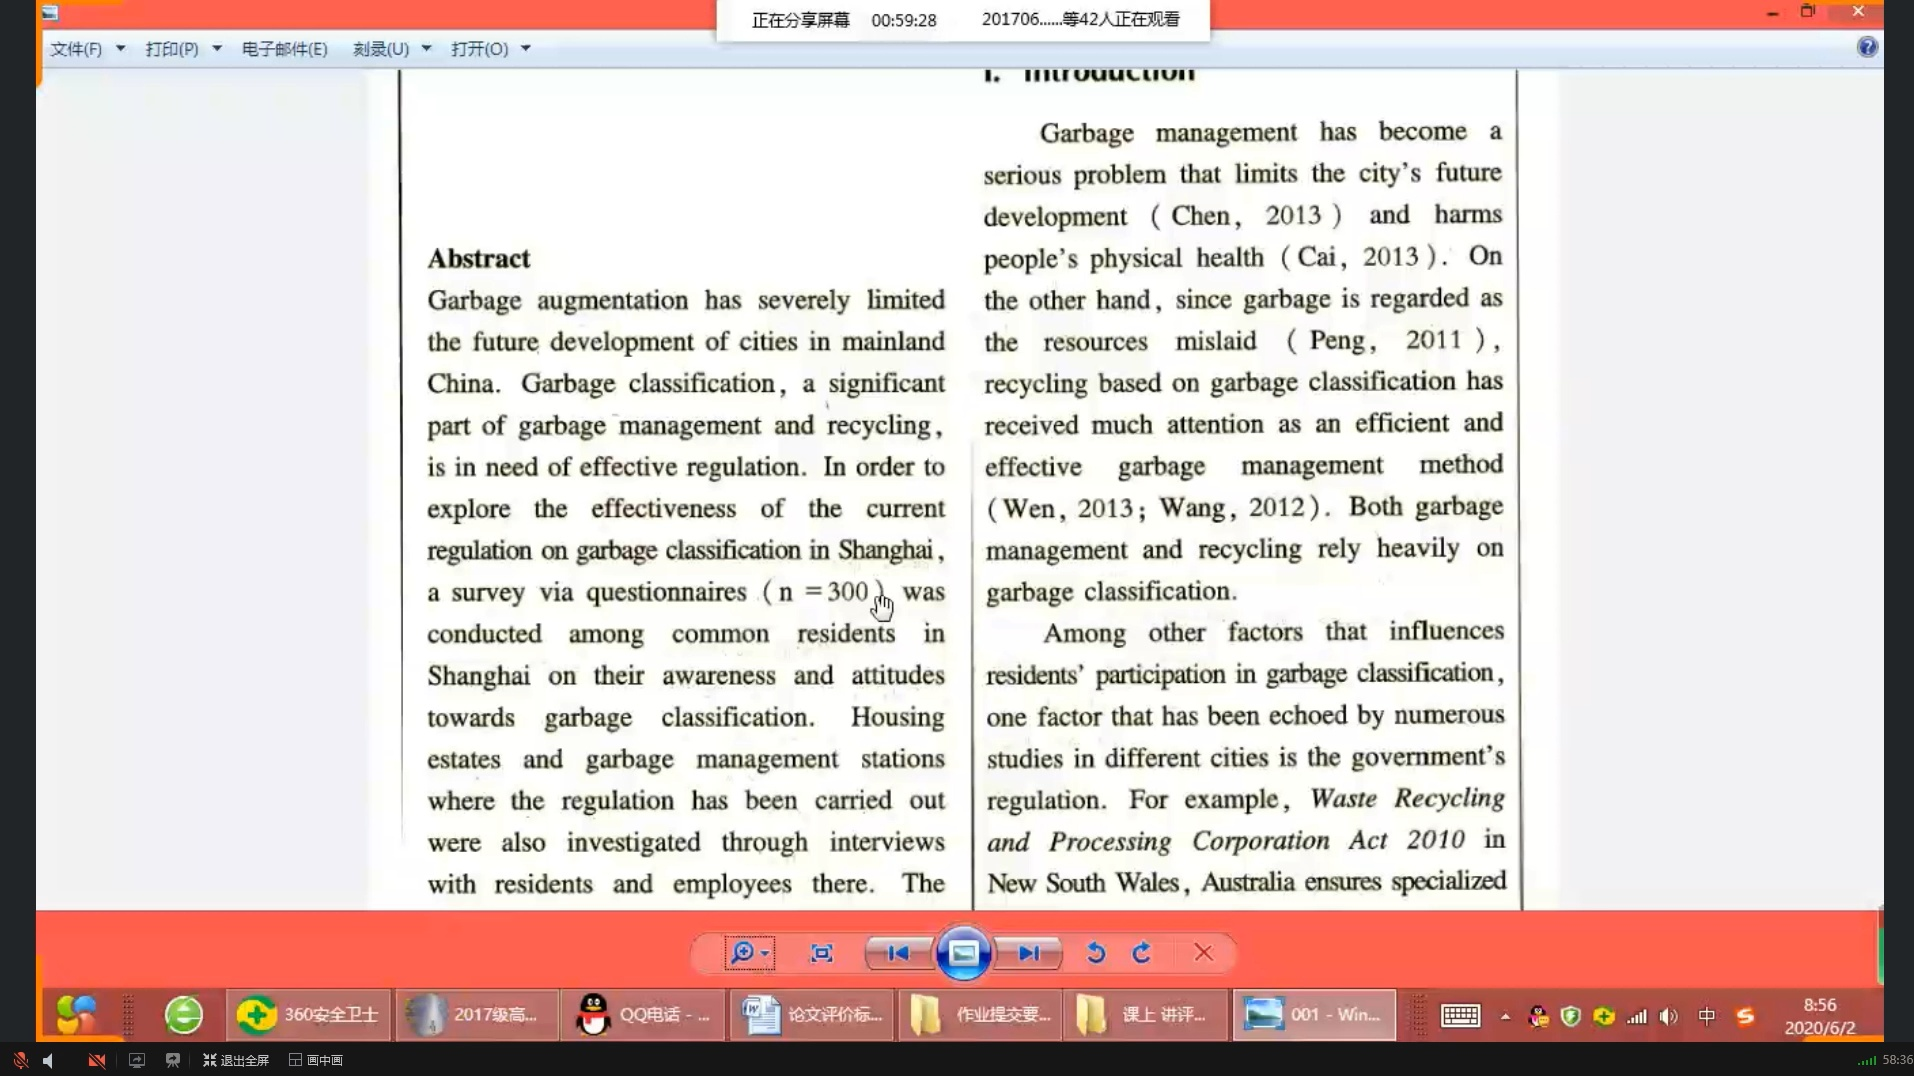 正在分享屏幕 00:59:28 201706......等42人正在观看
文件(F) 打印(P) 电子邮件(E) 刻录(U) 打开(O)
Abstract
Garbage augmentation has severely limited
the future development of cities in mainland
China. Garbage classification, a significant
part of garbage management and recycling,
is in need of effective regulation. In order to
explore the effectiveness of the current
regulation on garbage classification in Shanghai,
a survey via questionnaires (n =300) was
conducted among common residents in
Shanghai on their awareness and attitudes
towards garbage classification. Housing
estates and garbage management stations
where the regulation has been carried out
were also investigated through interviews
with residents and employees there. The
I. Introduction
Garbage management has become a
serious problem that limits the city's future
development (Chen, 2013) and harms
people's physical health (Cai, 2013). On
the other hand, since garbage is regarded as
the resources mislaid (Peng, 2011),
recycling based on garbage classification has
received much attention as an efficient and
effective garbage management method
(Wen, 2013; Wang, 2012). Both garbage
management and recycling rely heavily on
garbage classification.
Among other factors that influences
residents' participation in garbage classification,
one factor that has been echoed by numerous
studies in different cities is the government's
regulation. For example, Waste Recycling
and Processing Corporation Act 2010 in
New South Wales, Australia ensures specialized
360安全卫士 2017级高... QQ电话 - ... 论文评价标... 作业提交要... 课上 讲评... 001 - Win... 中 8:56
2020/6/2
退出全屏 画中画 58:36